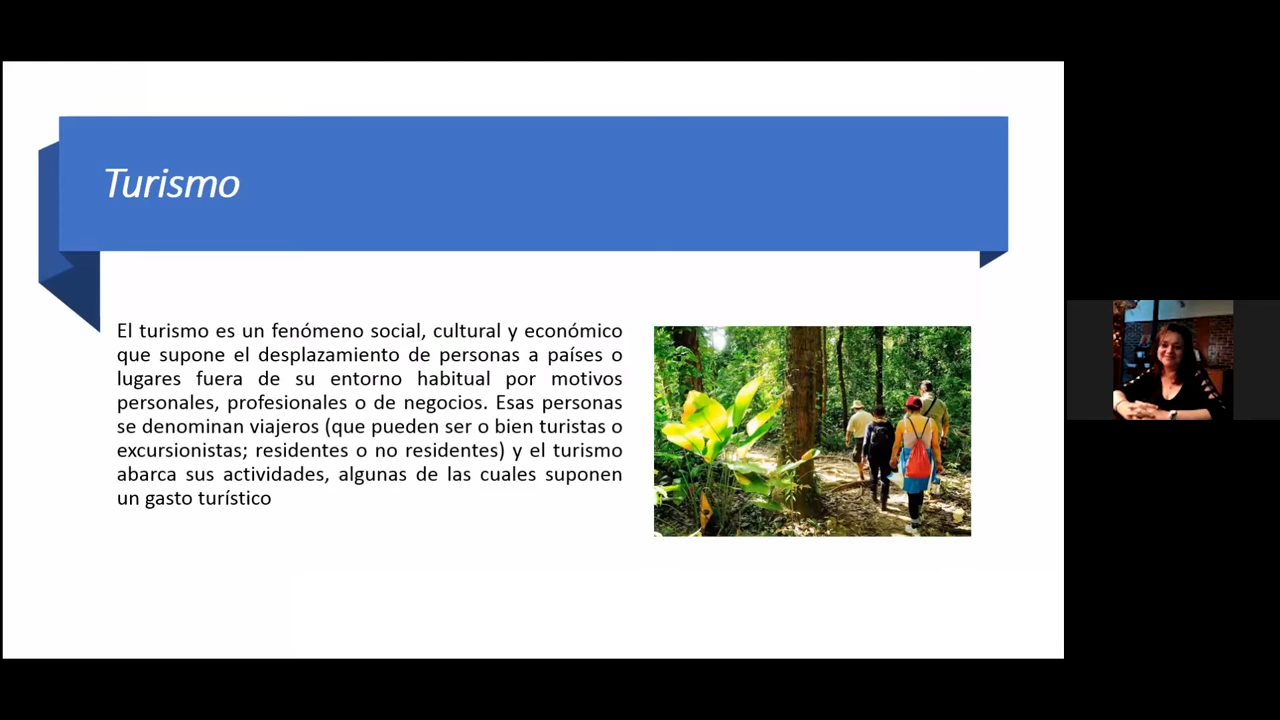 Turismo
El turismo es un fenómeno social, cultural y económico
que supone el desplazamiento de personas a países o
lugares fuera de su entorno habitual por motivos
personales, profesionales o de negocios. Esas personas
se denominan viajeros (que pueden ser o bien turistas o
excursionistas; residentes o no residentes) y el turismo
abarca sus actividades, algunas de las cuales suponen
un gasto turístico